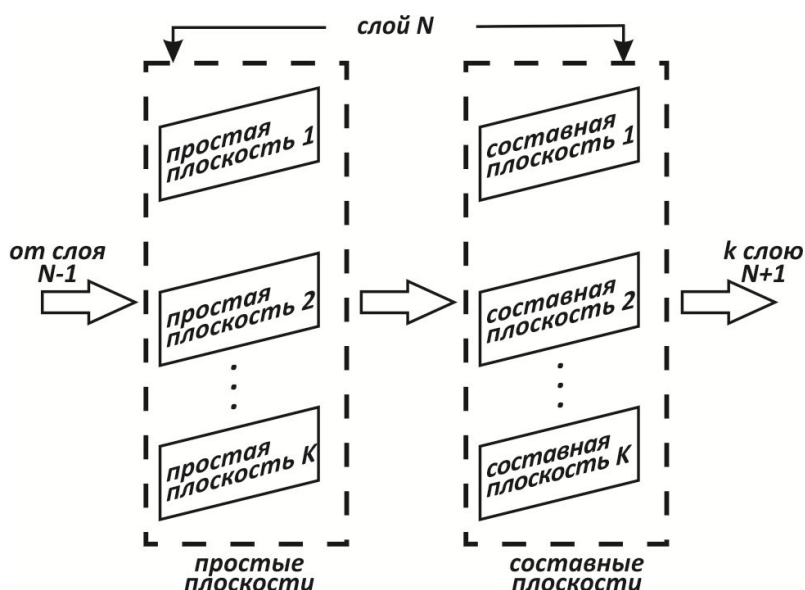 слой N
простая
плоскость 1
составная
плоскость 1
от слоя
N-1
простая
плоскость 2
составная
плоскость 2
k слою
N+1
простая
плоскость K
составная
плоскость K
простые
плоскости
составные
плоскости